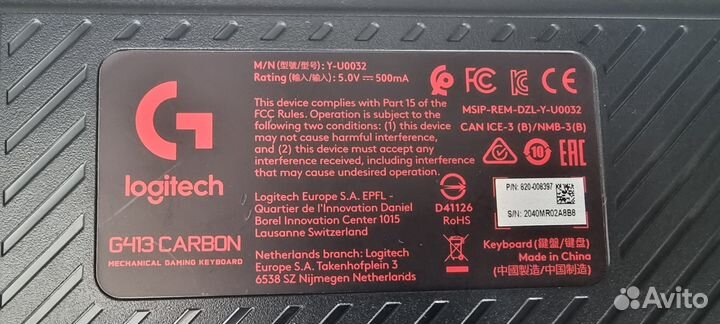 M/N(型號/型号): Y-U0032
Rating(輸入/输入): 5.0V ⎓ 500mA
This device complies with Part 15 of the
FCC Rules. Operation is subject to the
following two conditions: (1) this device
may not cause harmful interference,
and (2) this device must accept any
interference received, including interference
that may cause undesired operation.
Logitech Europe S.A. EPFL -
Quartier de l'Innovation Daniel
Borel Innovation Center 1015
Lausanne Switzerland
Netherlands branch: Logitech
Europe S.A. Takenhofplein 3
6538 SZ Nijmegen Netherlands
G
logitech
G413 CARBON
MECHANICAL GAMING KEYBOARD
FC CE
MSIP-REM-DZL-Y-U0032
CAN ICE-3 (B)/NMB-3(B)
10 EAC
D41126
RoHS
P/N: 820-008397
S/N: 2040MR02A8B8
Keyboard(鍵盤/键盘)
Made in China
(中國製造/中国制造)
Avito